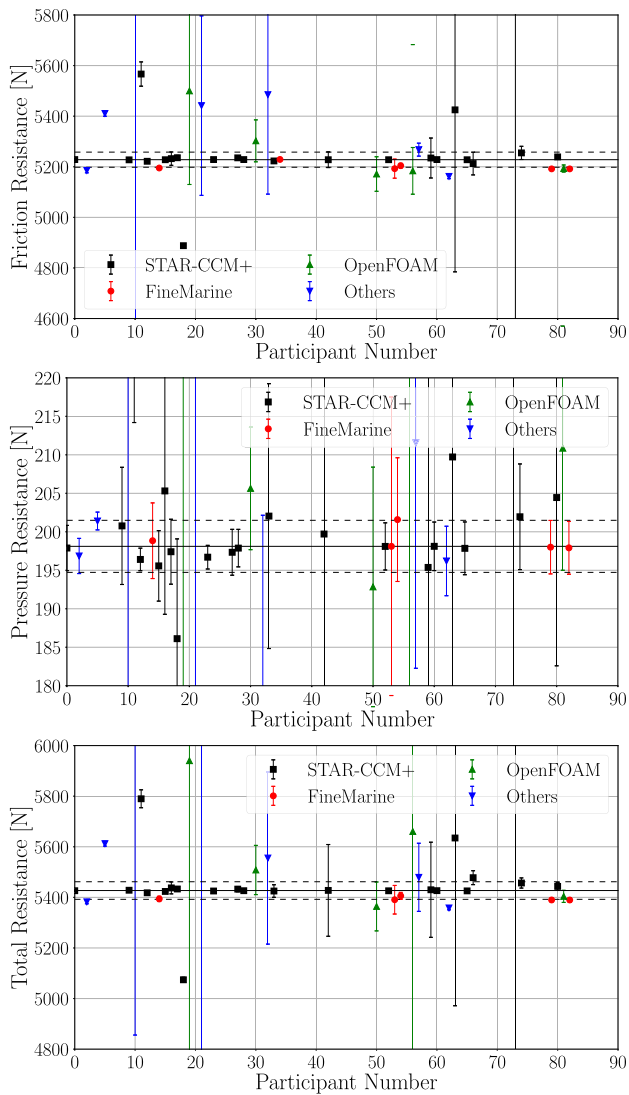 Friction Resistance [N]
5800
5600
5400
5200
5000
4800
4600
STAR-CCM+
FineMarine
OpenFOAM
Others
0 10 20 30 40 50 60 70 80 90
Participant Number
Pressure Resistance [N]
220
215
210
205
200
195
190
185
180
STAR-CCM+
FineMarine
OpenFOAM
Others
0 10 20 30 40 50 60 70 80 90
Participant Number
Total Resistance [N]
6000
5800
5600
5400
5200
5000
4800
STAR-CCM+
FineMarine
OpenFOAM
Others
0 10 20 30 40 50 60 70 80 90
Participant Number